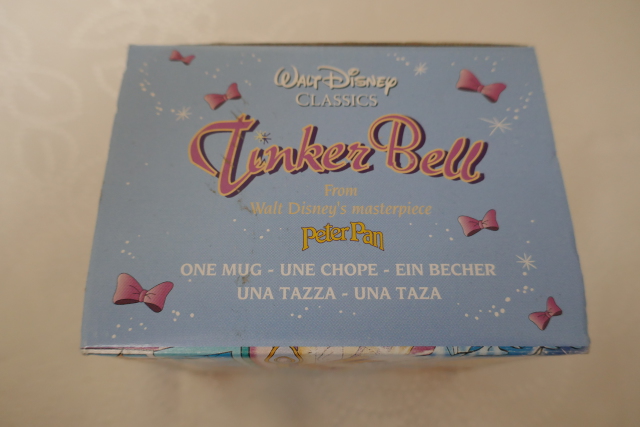 WALT DISNEY
CLASSICS
Tinker Bell
From
Walt Disney's masterpiece
Peter Pan
ONE MUG - UNE CHOPE - EIN BECHER
UNA TAZZA - UNA TAZA